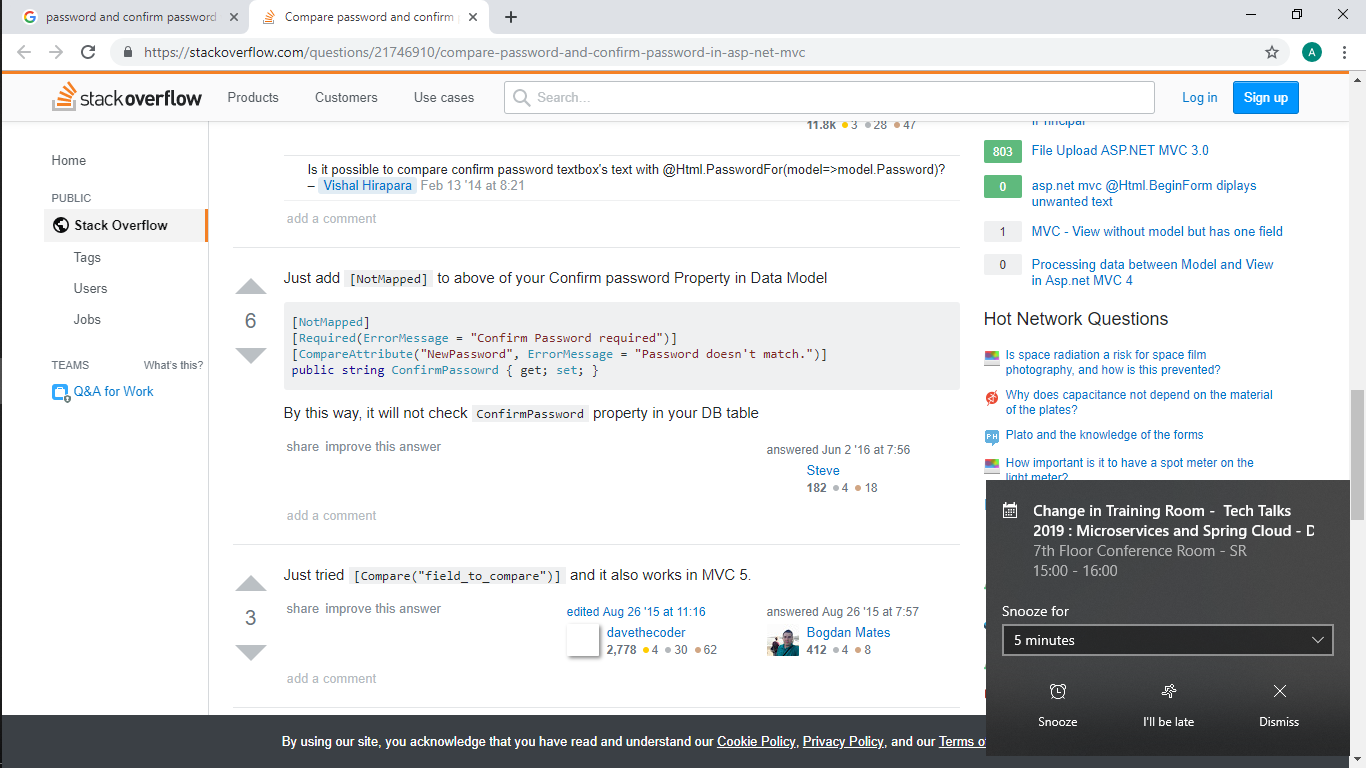 password and confirm password
Compare password and confirm
https://stackoverflow.com/questions/21746910/compare-password-and-confirm-password-in-asp-net-mvc
A
stackoverflow
Products
Customers
Use cases
Search...
Log in
Sign up
Home
PUBLIC
Stack Overflow
Tags
Users
Jobs
TEAMS
What's this?
Q&A for Work
11.8k 3 28 47
Is it possible to compare confirm password textbox's text with @Html.PasswordFor(model=>model.Password)?
– Vishal Hirapara Feb 13 '14 at 8:21
add a comment
6
Just add [NotMapped] to above of your Confirm password Property in Data Model
[NotMapped]
[Required(ErrorMessage = "Confirm Password required")]
[CompareAttribute("NewPassword", ErrorMessage = "Password doesn't match.")]
public string ConfirmPassowrd { get; set; }
By this way, it will not check ConfirmPassword property in your DB table
share improve this answer
answered Jun 2 '16 at 7:56
Steve
182 4 18
add a comment
3
Just tried [Compare("field_to_compare")] and it also works in MVC 5.
share improve this answer
edited Aug 26 '15 at 11:16
davethecoder
2,778 4 30 62
answered Aug 26 '15 at 7:57
Bogdan Mates
412 4 8
add a comment
803 File Upload ASP.NET MVC 3.0
0 asp.net mvc @Html.BeginForm diplays
unwanted text
1 MVC - View without model but has one field
0 Processing data between Model and View
in Asp.net MVC 4
Hot Network Questions
Is space radiation a risk for space film
photography, and how is this prevented?
Why does capacitance not depend on the material
of the plates?
PH Plato and the knowledge of the forms
How important is it to have a spot meter on the
light meter?
Change in Training Room - Tech Talks
2019 : Microservices and Spring Cloud - D
7th Floor Conference Room - SR
15:00 - 16:00
Snooze for
5 minutes
Snooze
I'll be late
Dismiss
By using our site, you acknowledge that you have read and understand our Cookie Policy, Privacy Policy, and our Terms o